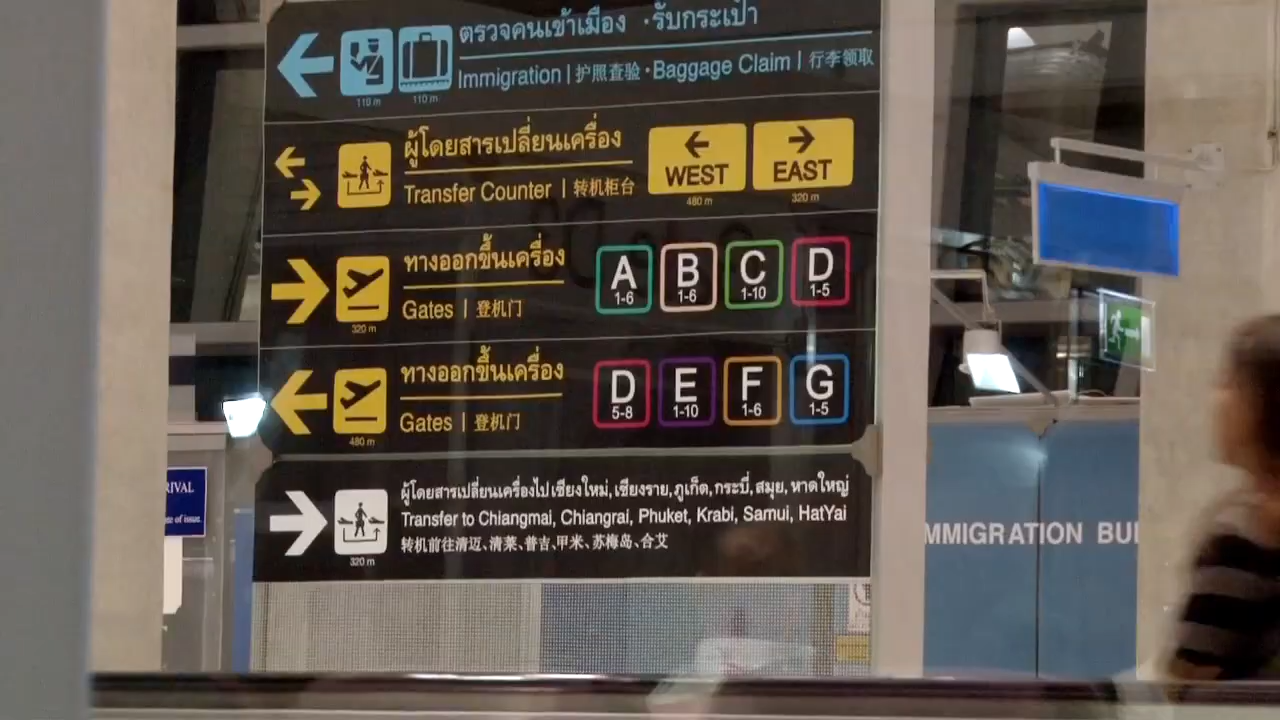 ตรวจคนเข้าเมือง · รับกระเป๋า
Immigration | 护照查验 · Baggage Claim | 行李领取
110 m 110 m
ผู้โดยสารเปลี่ยนเครื่อง
Transfer Counter | 转机柜台
WEST EAST
480 m 320 m
ทางออกขึ้นเครื่อง
Gates | 登机门
320 m
A B C D
1-6 1-6 1-10 1-5
ทางออกขึ้นเครื่อง
Gates | 登机门
480 m
D E F G
5-8 1-10 1-6 1-5
ผู้โดยสารเปลี่ยนเครื่องไป เชียงใหม่, เชียงราย, ภูเก็ต, กระบี่, สมุย, หาดใหญ่
Transfer to Chiangmai, Chiangrai, Phuket, Krabi, Samui, HatYai
转机前往清迈、清莱、普吉、甲米、苏梅岛、合艾
320 m
RIVAL
e of issue.
MMIGRATION BU